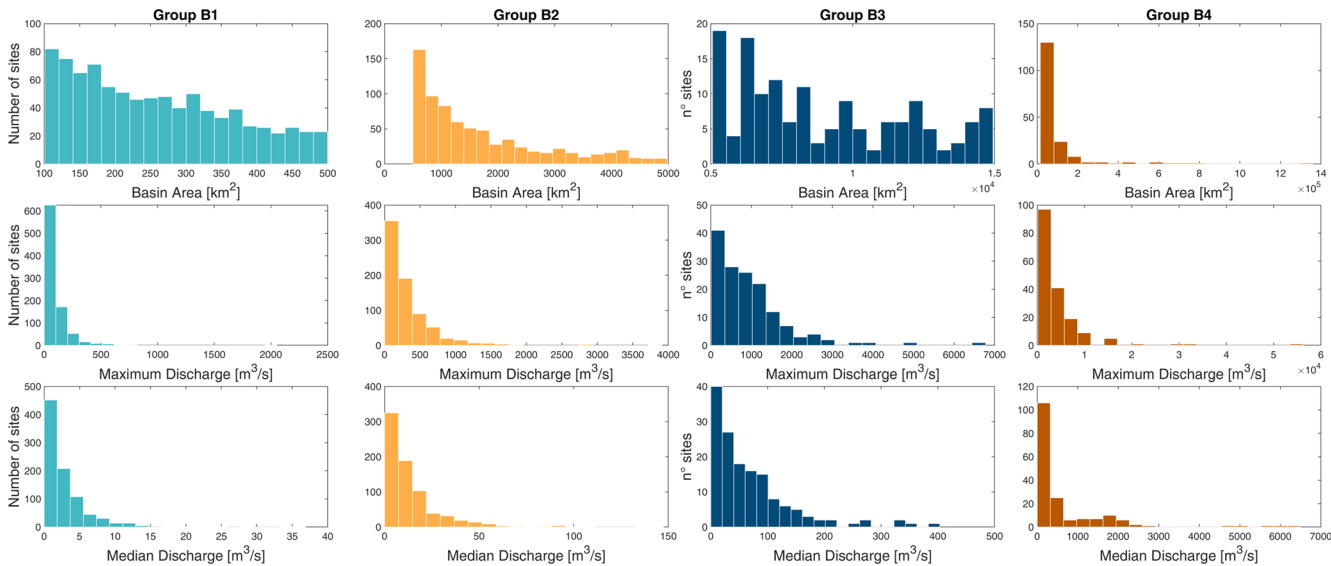 Group B1 Group B2 Group B3 Group B4
100 80 60 40 20 0
Number of sites
100 150 200 250 300 350 400 450 500
Basin Area [km²]
200 150 100 50 0
0 1000 2000 3000 4000 5000
Basin Area [km²]
20 15 10 5 0
n° sites
0.5 1 1.5
×10⁴
Basin Area [km²]
150 100 50 0
0 2 4 6 8 10 12 14
×10⁵
Basin Area [km²]
600 500 400 300 200 100 0
Number of sites
0 500 1000 1500 2000 2500
Maximum Discharge [m³/s]
400 300 200 100 0
0 500 1000 1500 2000 2500 3000 3500 4000
Maximum Discharge [m³/s]
50 40 30 20 10 0
n° sites
0 1000 2000 3000 4000 5000 6000 7000
Maximum Discharge [m³/s]
100 80 60 40 20 0
0 1 2 3 4 5 6
×10⁴
Maximum Discharge [m³/s]
500 400 300 200 100 0
Number of sites
0 5 10 15 20 25 30 35 40
Median Discharge [m³/s]
400 300 200 100 0
0 50 100 150
Median Discharge [m³/s]
40 30 20 10 0
n° sites
0 100 200 300 400 500
Median Discharge [m³/s]
120 100 80 60 40 20 0
0 1000 2000 3000 4000 5000 6000 7000
Median Discharge [m³/s]